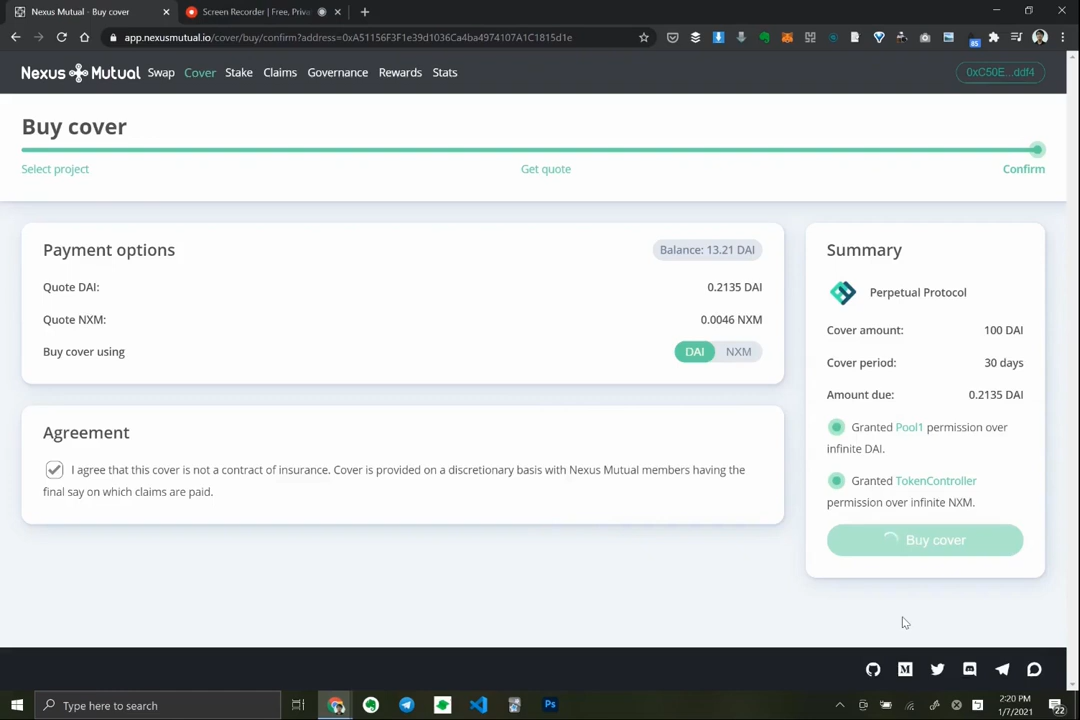 Nexus Mutual - Buy cover
Screen Recorder | Free, Priva
app.nexusmutual.io/cover/buy/confirm?address=0xA51156F3F1e39d1036Ca4ba4974107A1C1815d1e
85
Nexus Mutual Swap Cover Stake Claims Governance Rewards Stats 0xC50E...ddf4
Buy cover
Select project Get quote Confirm
Payment options Balance: 13.21 DAI
Quote DAI: 0.2135 DAI
Quote NXM: 0.0046 NXM
Buy cover using DAI NXM
Agreement
I agree that this cover is not a contract of insurance. Cover is provided on a discretionary basis with Nexus Mutual members having the
final say on which claims are paid.
Summary
Perpetual Protocol
Cover amount: 100 DAI
Cover period: 30 days
Amount due: 0.2135 DAI
Granted Pool1 permission over
infinite DAI.
Granted TokenController
permission over infinite NXM.
Buy cover
Type here to search
Ps
2:20 PM
1/7/2021
22